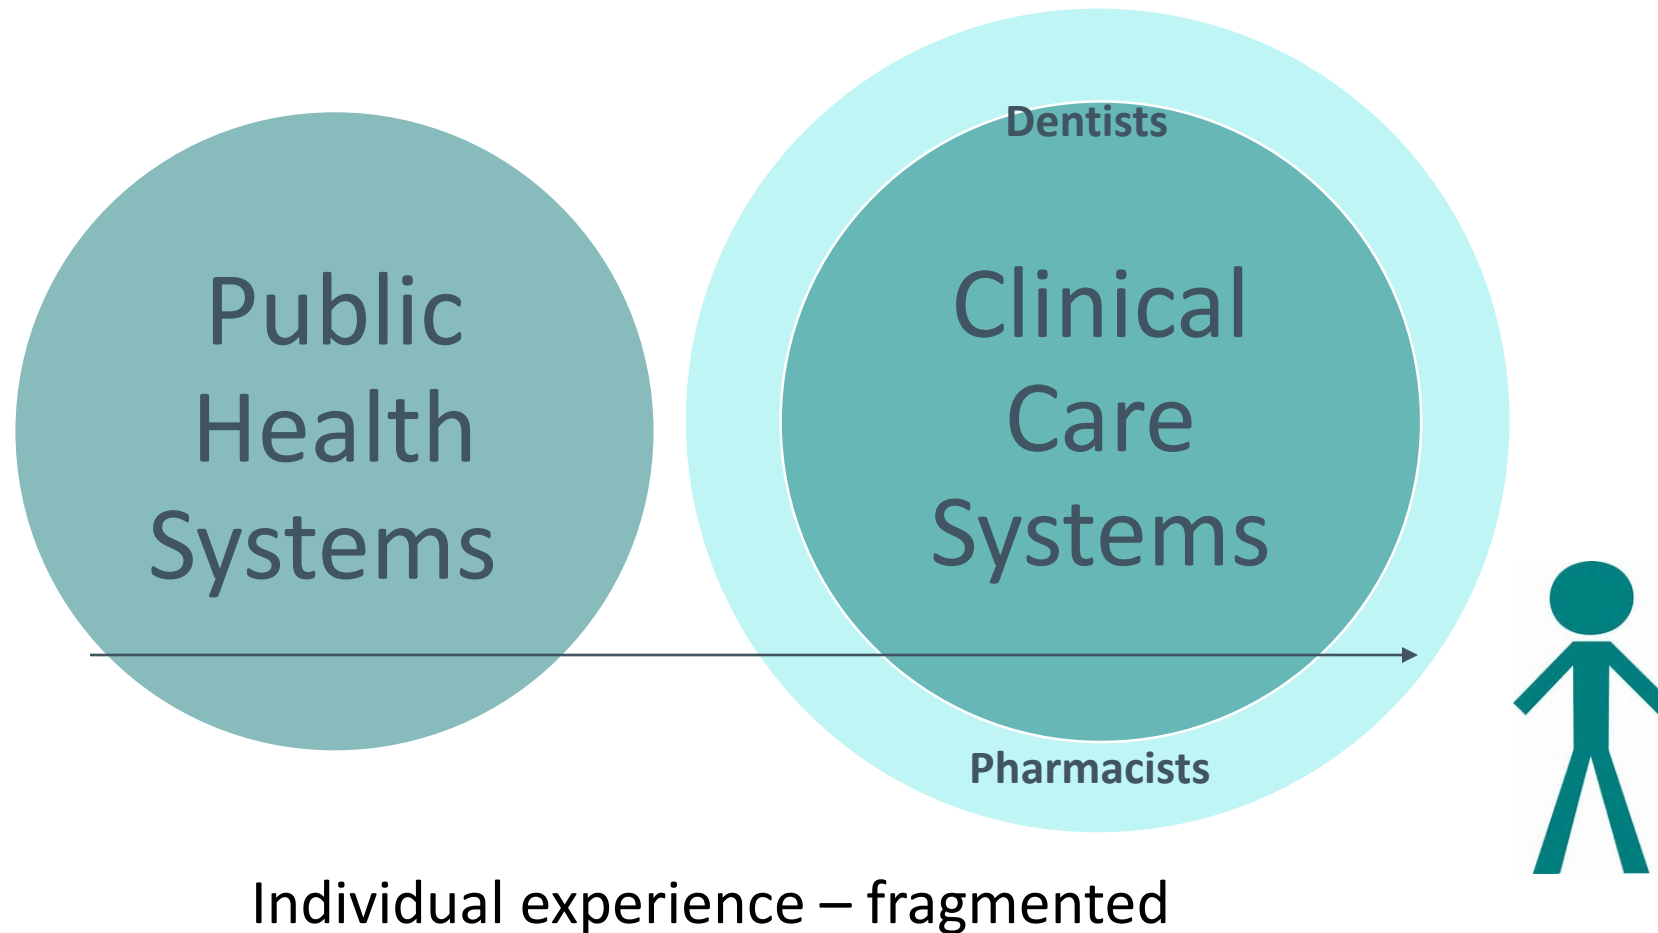 Public
Health
Systems
Dentists
Clinical
Care
Systems
Pharmacists
Individual experience – fragmented